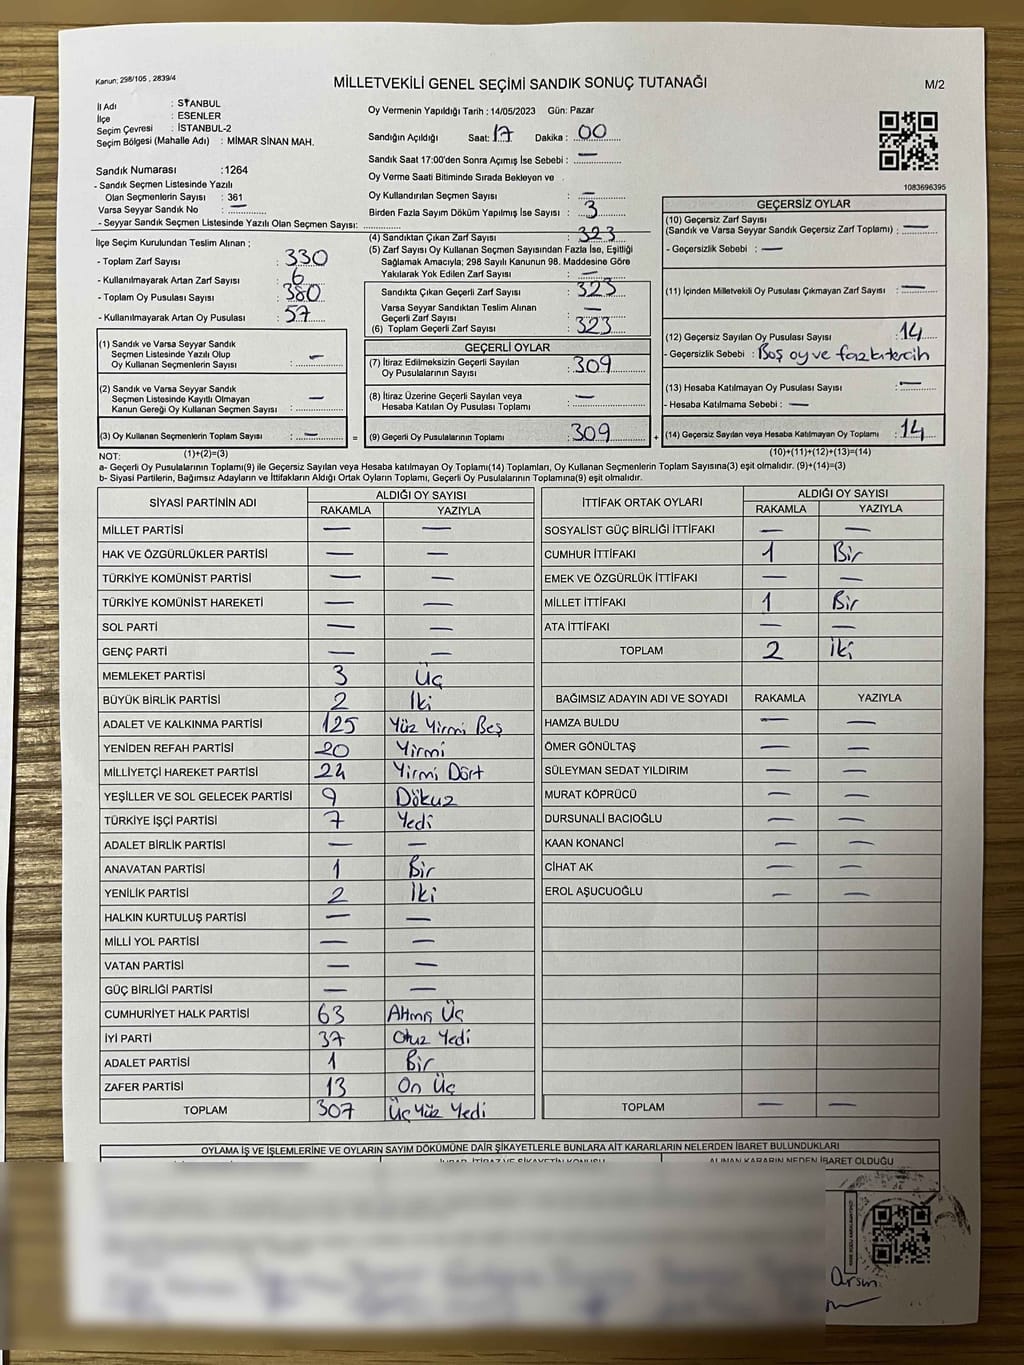 Kanun; 298/105 , 2839/4
MİLLETVEKİLİ GENEL SEÇİMİ SANDIK SONUÇ TUTANAĞI
M/2
İl Adı : STANBUL
İlçe : ESENLER
Seçim Çevresi : İSTANBUL-2
Seçim Bölgesi (Mahalle Adı) : MİMAR SİNAN MAH.
Sandık Numarası :1264
- Sandık Seçmen Listesinde Yazılı
Olan Seçmenlerin Sayısı : 361
Varsa Seyyar Sandık No : —
- Seyyar Sandık Seçmen Listesinde Yazılı Olan Seçmen Sayısı:
Oy Vermenin Yapıldığı Tarih : 14/05/2023 Gün: Pazar
Sandığın Açıldığı Saat: 17 Dakika : 00
Sandık Saat 17:00'den Sonra Açımış İse Sebebi : —
Oy Verme Saati Bitiminde Sırada Bekleyen ve
Oy Kullandırılan Seçmen Sayısı : —
Birden Fazla Sayım Döküm Yapılmış İse Sayısı : 3
1083696395
İlçe Seçim Kurulundan Teslim Alınan ;
- Toplam Zarf Sayısı : 330
- Kullanılmayarak Artan Zarf Sayısı : 6
- Toplam Oy Pusulası Sayısı : 380
- Kullanılmayarak Artan Oy Pusulası : 57
(4) Sandıktan Çıkan Zarf Sayısı : 323
(5) Zarf Sayısı Oy Kullanan Seçmen Sayısından Fazla İse, Eşitliği
Sağlamak Amacıyla; 298 Sayılı Kanunun 98. Maddesine Göre
Yakılarak Yok Edilen Zarf Sayısı : —
Sandıkta Çıkan Geçerli Zarf Sayısı : 323
Varsa Seyyar Sandıktan Teslim Alınan
Geçerli Zarf Sayısı : —
(6) Toplam Geçerli Zarf Sayısı : 323
GEÇERSİZ OYLAR
(10) Geçersiz Zarf Sayısı
(Sandık ve Varsa Seyyar Sandık Geçersiz Zarf Toplamı) : —
- Geçersizlik Sebebi : —
(11) İçinden Milletvekili Oy Pusulası Çıkmayan Zarf Sayısı : —
(12) Geçersiz Sayılan Oy Pusulası Sayısı : 14
- Geçersizlik Sebebi : Boş oy ve fazla tercih
(13) Hesaba Katılmayan Oy Pusulası Sayısı : —
- Hesaba Katılmama Sebebi : —
(14) Geçersiz Sayılan veya Hesaba Katılmayan Oy Toplamı : 14
(10)+(11)+(12)+(13)=(14)
(1) Sandık ve Varsa Seyyar Sandık
Seçmen Listesinde Yazılı Olup
Oy Kullanan Seçmenlerin Sayısı : —
(2) Sandık ve Varsa Seyyar Sandık
Seçmen Listesinde Kayıtlı Olmayan
Kanun Gereği Oy Kullanan Seçmen Sayısı : —
(3) Oy Kullanan Seçmenlerin Toplam Sayısı : — =
(1)+(2)=(3)
GEÇERLİ OYLAR
(7) İtiraz Edilmeksizin Geçerli Sayılan
Oy Pusulalarının Sayısı : 309
(8) İtiraz Üzerine Geçerli Sayılan veya
Hesaba Katılan Oy Pusulası Toplamı : —
(9) Geçerli Oy Pusulalarının Toplamı : 309 +
NOT:
a- Geçerli Oy Pusulalarının Toplamı(9) ile Geçersiz Sayılan veya Hesaba katılmayan Oy Toplamı(14) Toplamları, Oy Kullanan Seçmenlerin Toplam Sayısına(3) eşit olmalıdır. (9)+(14)=(3)
b- Siyasi Partilerin, Bağımsız Adayların ve İttifakların Aldığı Ortak Oyların Toplamı, Geçerli Oy Pusulalarının Toplamına(9) eşit olmalıdır.
SİYASİ PARTİNİN ADI ALDIĞI OY SAYISI
RAKAMLA YAZIYLA
MİLLET PARTİSİ — —
HAK VE ÖZGÜRLÜKLER PARTİSİ — —
TÜRKİYE KOMÜNİST PARTİSİ — —
TÜRKİYE KOMÜNİST HAREKETİ — —
SOL PARTİ — —
GENÇ PARTİ — —
MEMLEKET PARTİSİ 3 Üç
BÜYÜK BİRLİK PARTİSİ 2 İki
ADALET VE KALKINMA PARTİSİ 125 Yüz Yirmi Beş
YENİDEN REFAH PARTİSİ 20 Yirmi
MİLLİYETÇİ HAREKET PARTİSİ 24 Yirmi Dört
YEŞİLLER VE SOL GELECEK PARTİSİ 9 Dokuz
TÜRKİYE İŞÇİ PARTİSİ 7 Yedi
ADALET BİRLİK PARTİSİ — —
ANAVATAN PARTİSİ 1 Bir
YENİLİK PARTİSİ 2 İki
HALKIN KURTULUŞ PARTİSİ — —
MİLLİ YOL PARTİSİ — —
VATAN PARTİSİ — —
GÜÇ BİRLİĞİ PARTİSİ — —
CUMHURİYET HALK PARTİSİ 63 Altmış Üç
İYİ PARTİ 37 Otuz Yedi
ADALET PARTİSİ 1 Bir
ZAFER PARTİSİ 13 On Üç
TOPLAM 307 Üç Yüz Yedi
İTTİFAK ORTAK OYLARI ALDIĞI OY SAYISI
RAKAMLA YAZIYLA
SOSYALİST GÜÇ BİRLİĞİ İTTİFAKI — —
CUMHUR İTTİFAKI 1 Bir
EMEK VE ÖZGÜRLÜK İTTİFAKI — —
MİLLET İTTİFAKI 1 Bir
ATA İTTİFAKI — —
TOPLAM 2 İki
BAĞIMSIZ ADAYIN ADI VE SOYADI RAKAMLA YAZIYLA
HAMZA BULDU — —
ÖMER GÖNÜLTAŞ — —
SÜLEYMAN SEDAT YILDIRIM — —
MURAT KÖPRÜCÜ — —
DURSUNALİ BACIOĞLU — —
KAAN KONANCİ — —
CİHAT AK — —
EROL AŞUCUOĞLU — —
TOPLAM — —
OYLAMA İŞ VE İŞLEMLERİNE VE OYLARIN SAYIM DÖKÜMÜNE DAİR ŞİKAYETLERLE BUNLARA AİT KARARLARIN NELERDEN İBARET BULUNDUKLARI
ALINAN KARARIN NEDEN İBARET OLDUĞU